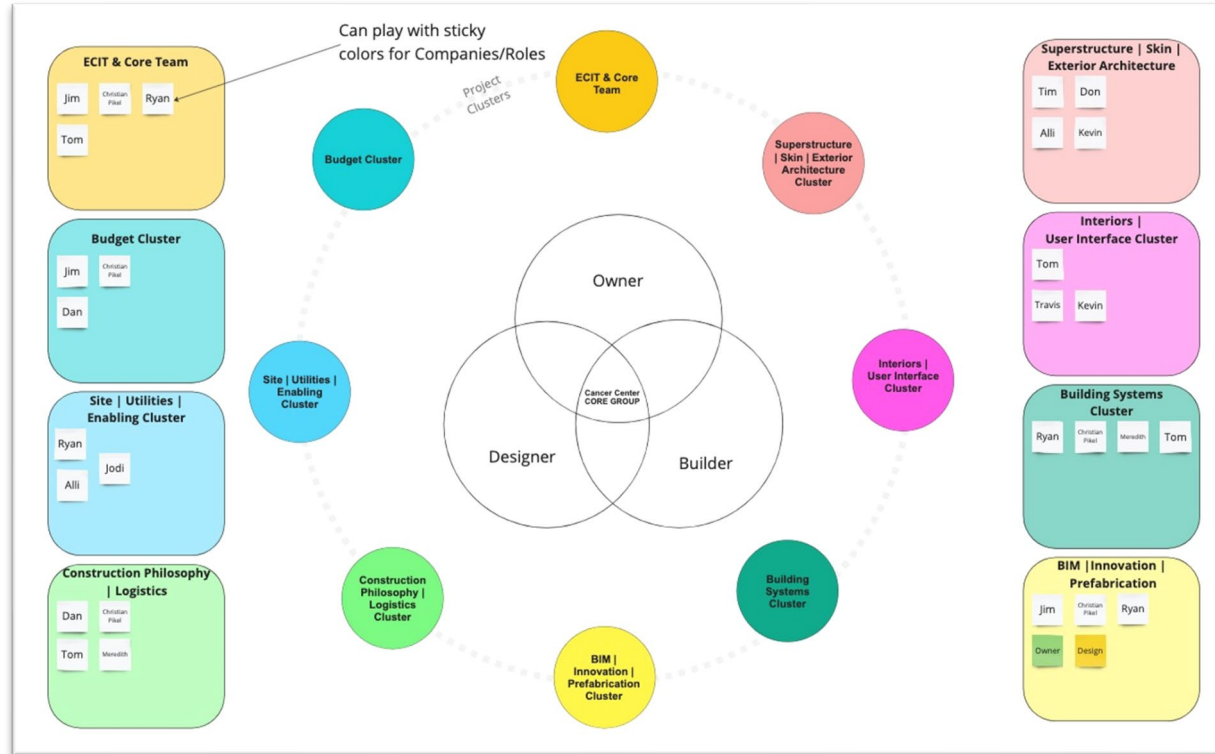 Can play with sticky
colors for Companies/Roles
ECIT & Core Team
Jim
Christian
Pikel
Ryan
Tom
Budget Cluster
Jim
Christian
Pikel
Dan
Site | Utilities |
Enabling Cluster
Ryan
Jodi
Alli
Construction Philosophy
| Logistics
Dan
Christian
Pikel
Tom
Meredith
Project
Clusters
ECIT & Core
Team
Budget Cluster
Superstructure
| Skin | Exterior
Architecture
Cluster
Site | Utilities |
Enabling
Cluster
Interiors |
User Interface
Cluster
Construction
Philosophy |
Logistics
Cluster
Building
Systems
Cluster
BIM |
Innovation |
Prefabrication
Cluster
Owner
Cancer Center
CORE GROUP
Designer
Builder
Superstructure | Skin |
Exterior Architecture
Tim
Don
Alli
Kevin
Interiors |
User Interface Cluster
Tom
Travis
Kevin
Building Systems
Cluster
Ryan
Christian
Pikel
Meredith
Tom
BIM |Innovation |
Prefabrication
Jim
Christian
Pikel
Ryan
Owner
Design